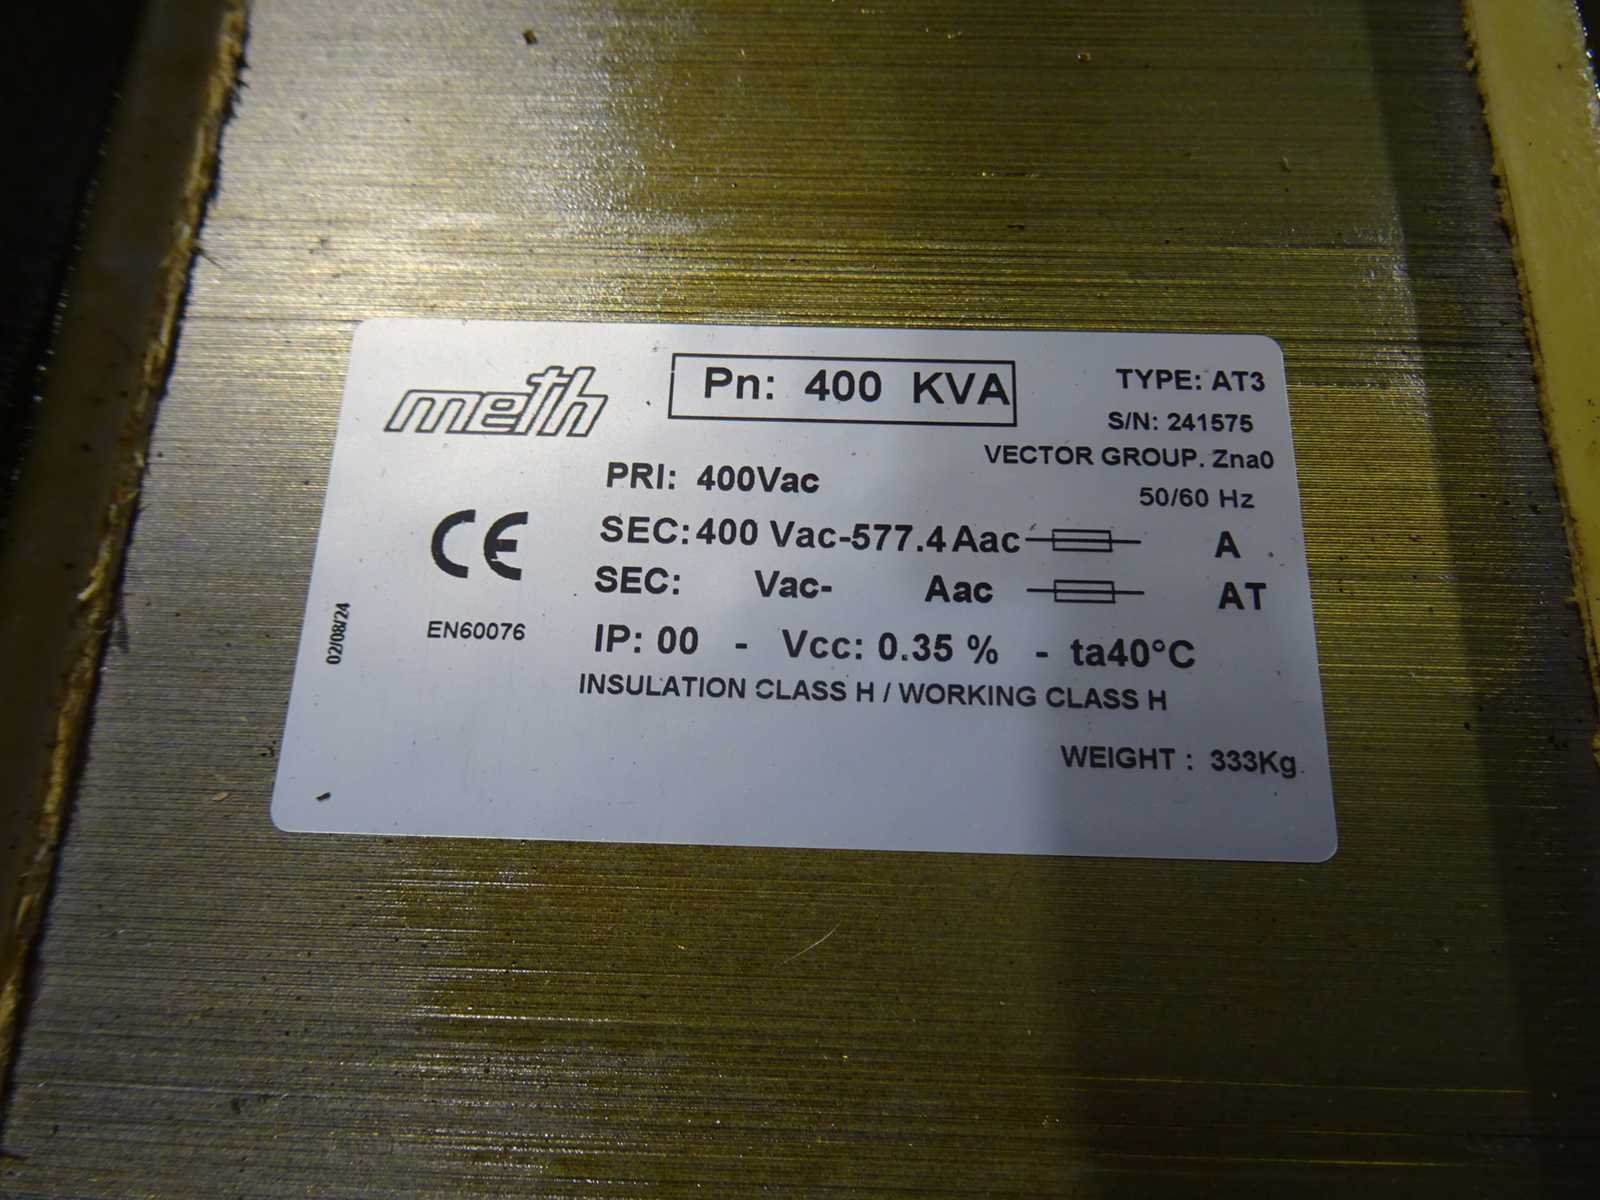 meth
Pn: 400 KVA
TYPE: AT3
S/N: 241575
VECTOR GROUP. Zna0
50/60 Hz
PRI: 400Vac
SEC: 400 Vac-577.4 Aac A
SEC: Vac- Aac AT
CE
EN60076
02/08/24
IP: 00 - Vcc: 0.35 % - ta40°C
INSULATION CLASS H / WORKING CLASS H
WEIGHT : 333Kg